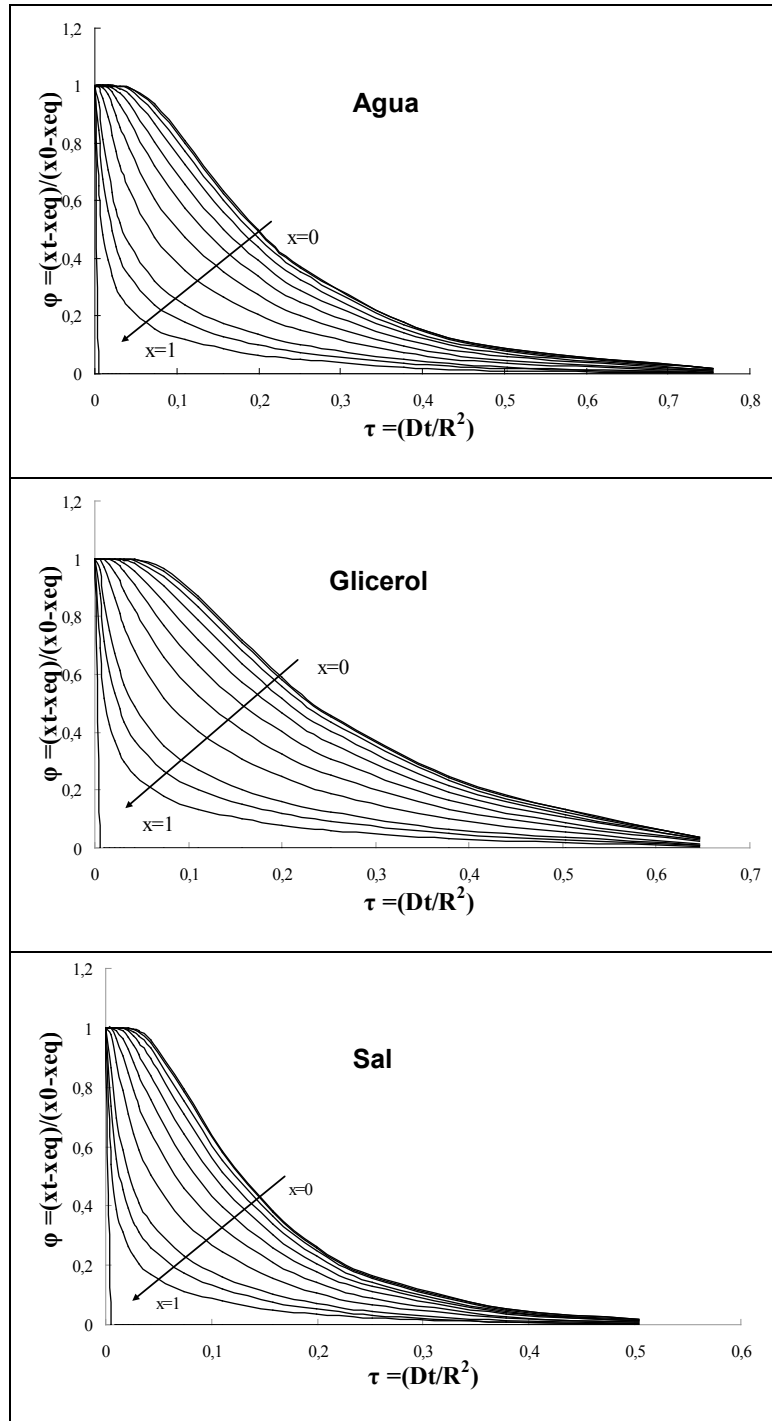 1,2
1
0,8
0,6
0,4
0,2
0
φ =(xt-xeq)/(x0-xeq)
Agua
x=0
x=1
0 0,1 0,2 0,3 0,4 0,5 0,6 0,7 0,8
τ =(Dt/R²)
1,2
1
0,8
0,6
0,4
0,2
0
φ =(xt-xeq)/(x0-xeq)
Glicerol
x=0
x=1
0 0,1 0,2 0,3 0,4 0,5 0,6 0,7
τ =(Dt/R²)
1,2
1
0,8
0,6
0,4
0,2
0
φ =(xt-xeq)/(x0-xeq)
Sal
x=0
x=1
0 0,1 0,2 0,3 0,4 0,5 0,6
τ =(Dt/R²)